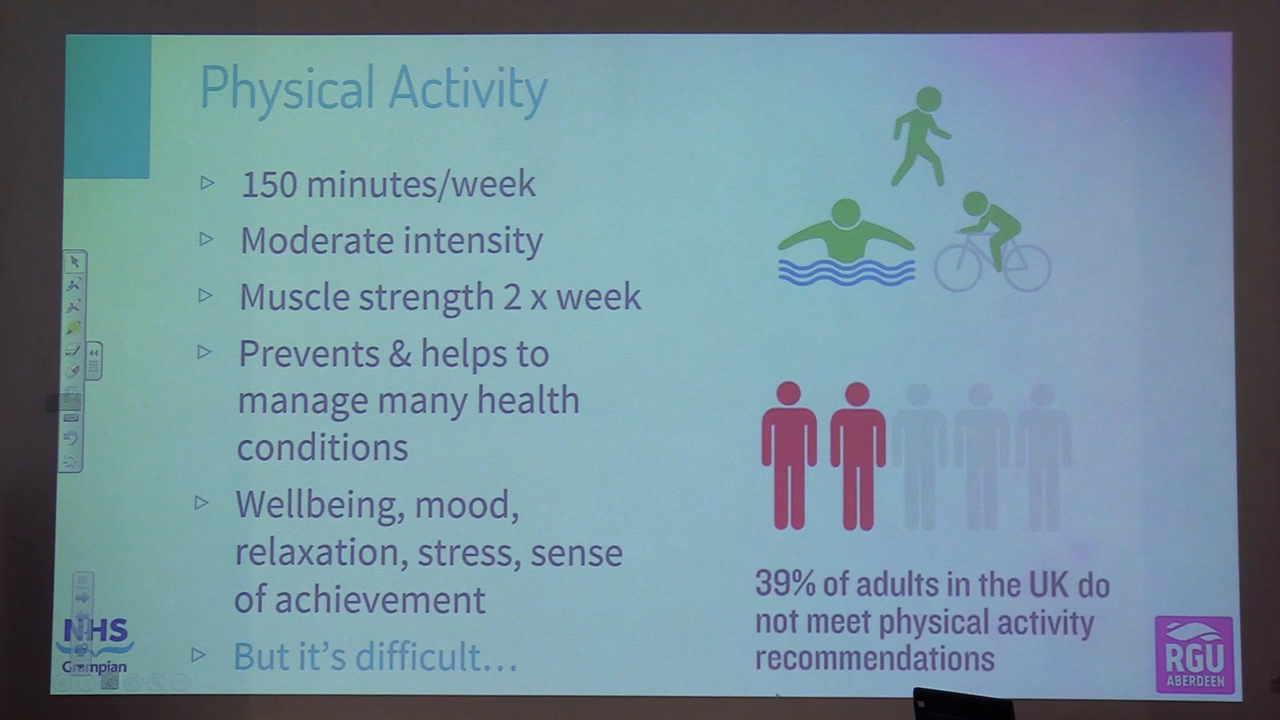 Physical Activity
150 minutes/week
Moderate intensity
Muscle strength 2 x week
Prevents & helps to
manage many health
conditions
Wellbeing, mood,
relaxation, stress, sense
of achievement
But it's difficult...
39% of adults in the UK do
not meet physical activity
recommendations
NHS
Grampian
RGU
ABERDEEN